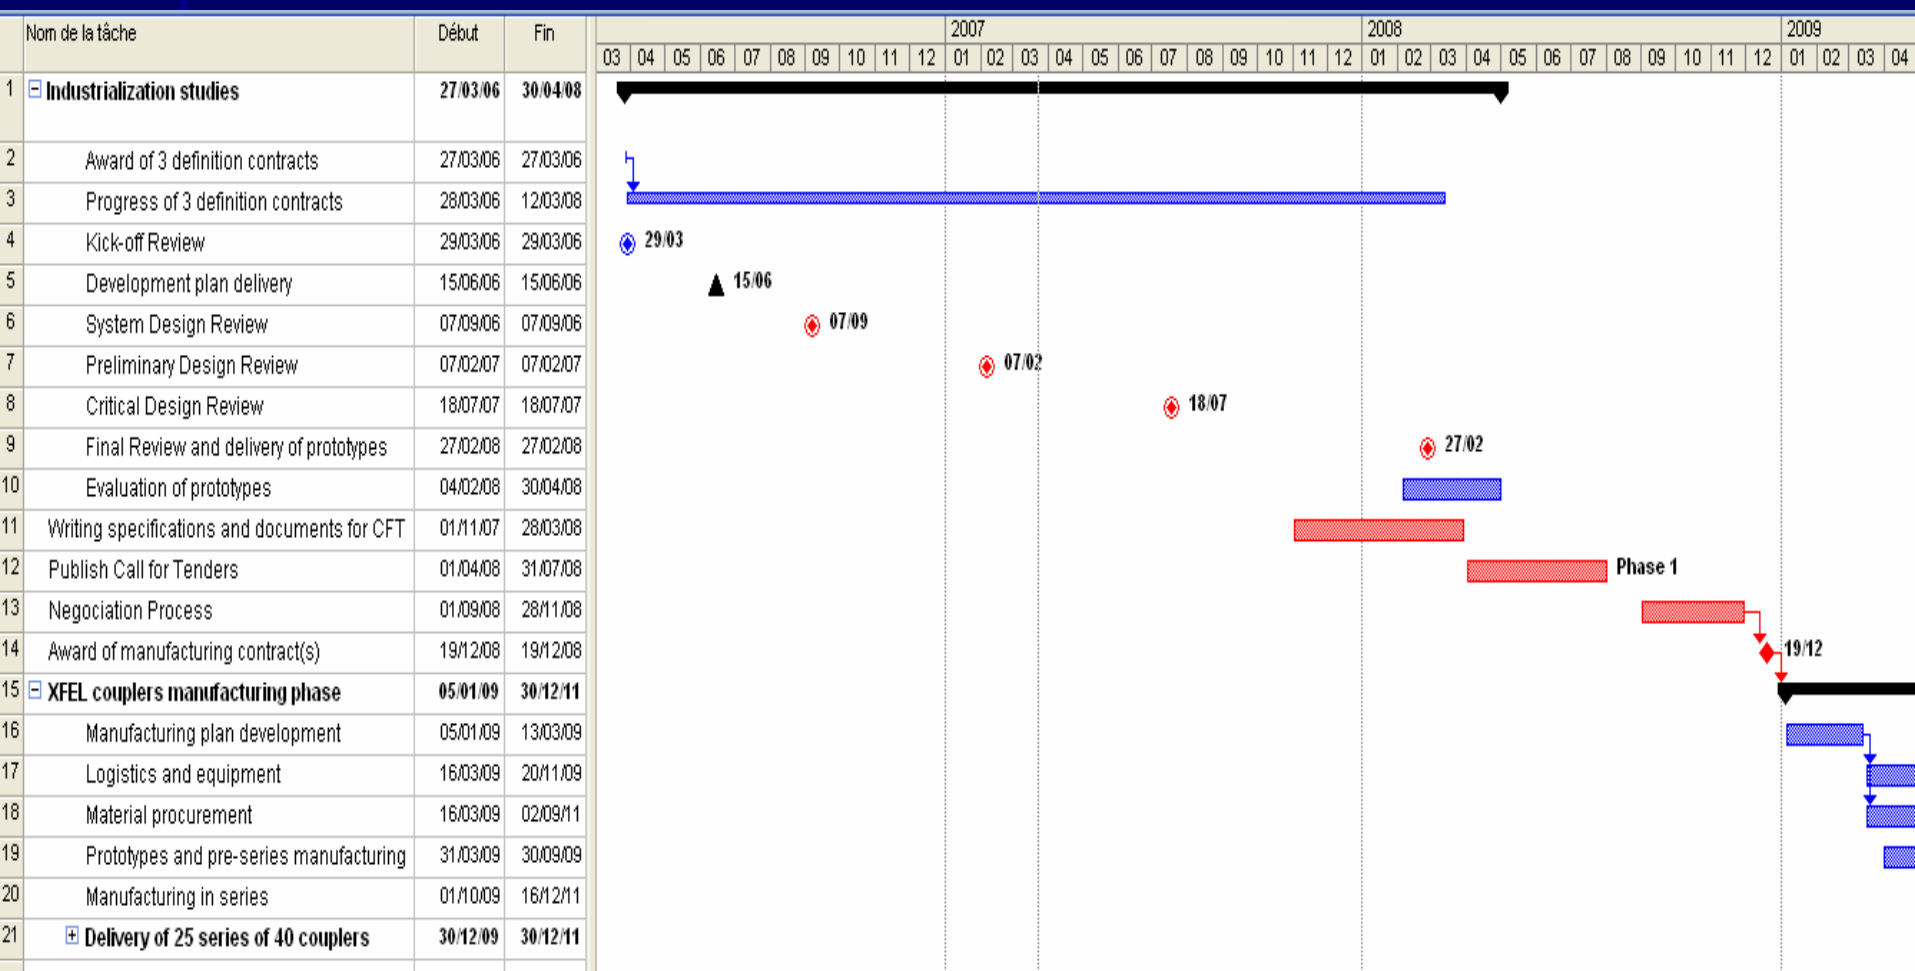 Nom de la tâche Début Fin 2007 2008 2009
03 04 05 06 07 08 09 10 11 12 01 02 03 04 05 06 07 08 09 10 11 12 01 02 03 04 05 06 07 08 09 10 11 12 01 02 03 04
1 Industrialization studies 27/03/06 30/04/08
2 Award of 3 definition contracts 27/03/06 27/03/06
3 Progress of 3 definition contracts 28/03/06 12/03/08
4 Kick-off Review 29/03/06 29/03/06 29/03
5 Development plan delivery 15/06/06 15/06/06 15/06
6 System Design Review 07/09/06 07/09/06 07/09
7 Preliminary Design Review 07/02/07 07/02/07 07/02
8 Critical Design Review 18/07/07 18/07/07 18/07
9 Final Review and delivery of prototypes 27/02/08 27/02/08 27/02
10 Evaluation of prototypes 04/02/08 30/04/08
11 Writing specifications and documents for CFT 01/11/07 28/03/08
12 Publish Call for Tenders 01/04/08 31/07/08 Phase 1
13 Negociation Process 01/09/08 28/11/08
14 Award of manufacturing contract(s) 19/12/08 19/12/08 19/12
15 XFEL couplers manufacturing phase 05/01/09 30/12/11
16 Manufacturing plan development 05/01/09 13/03/09
17 Logistics and equipment 16/03/09 20/11/09
18 Material procurement 16/03/09 02/09/11
19 Prototypes and pre-series manufacturing 31/03/09 30/09/09
20 Manufacturing in series 01/10/09 16/12/11
21 Delivery of 25 series of 40 couplers 30/12/09 30/12/11